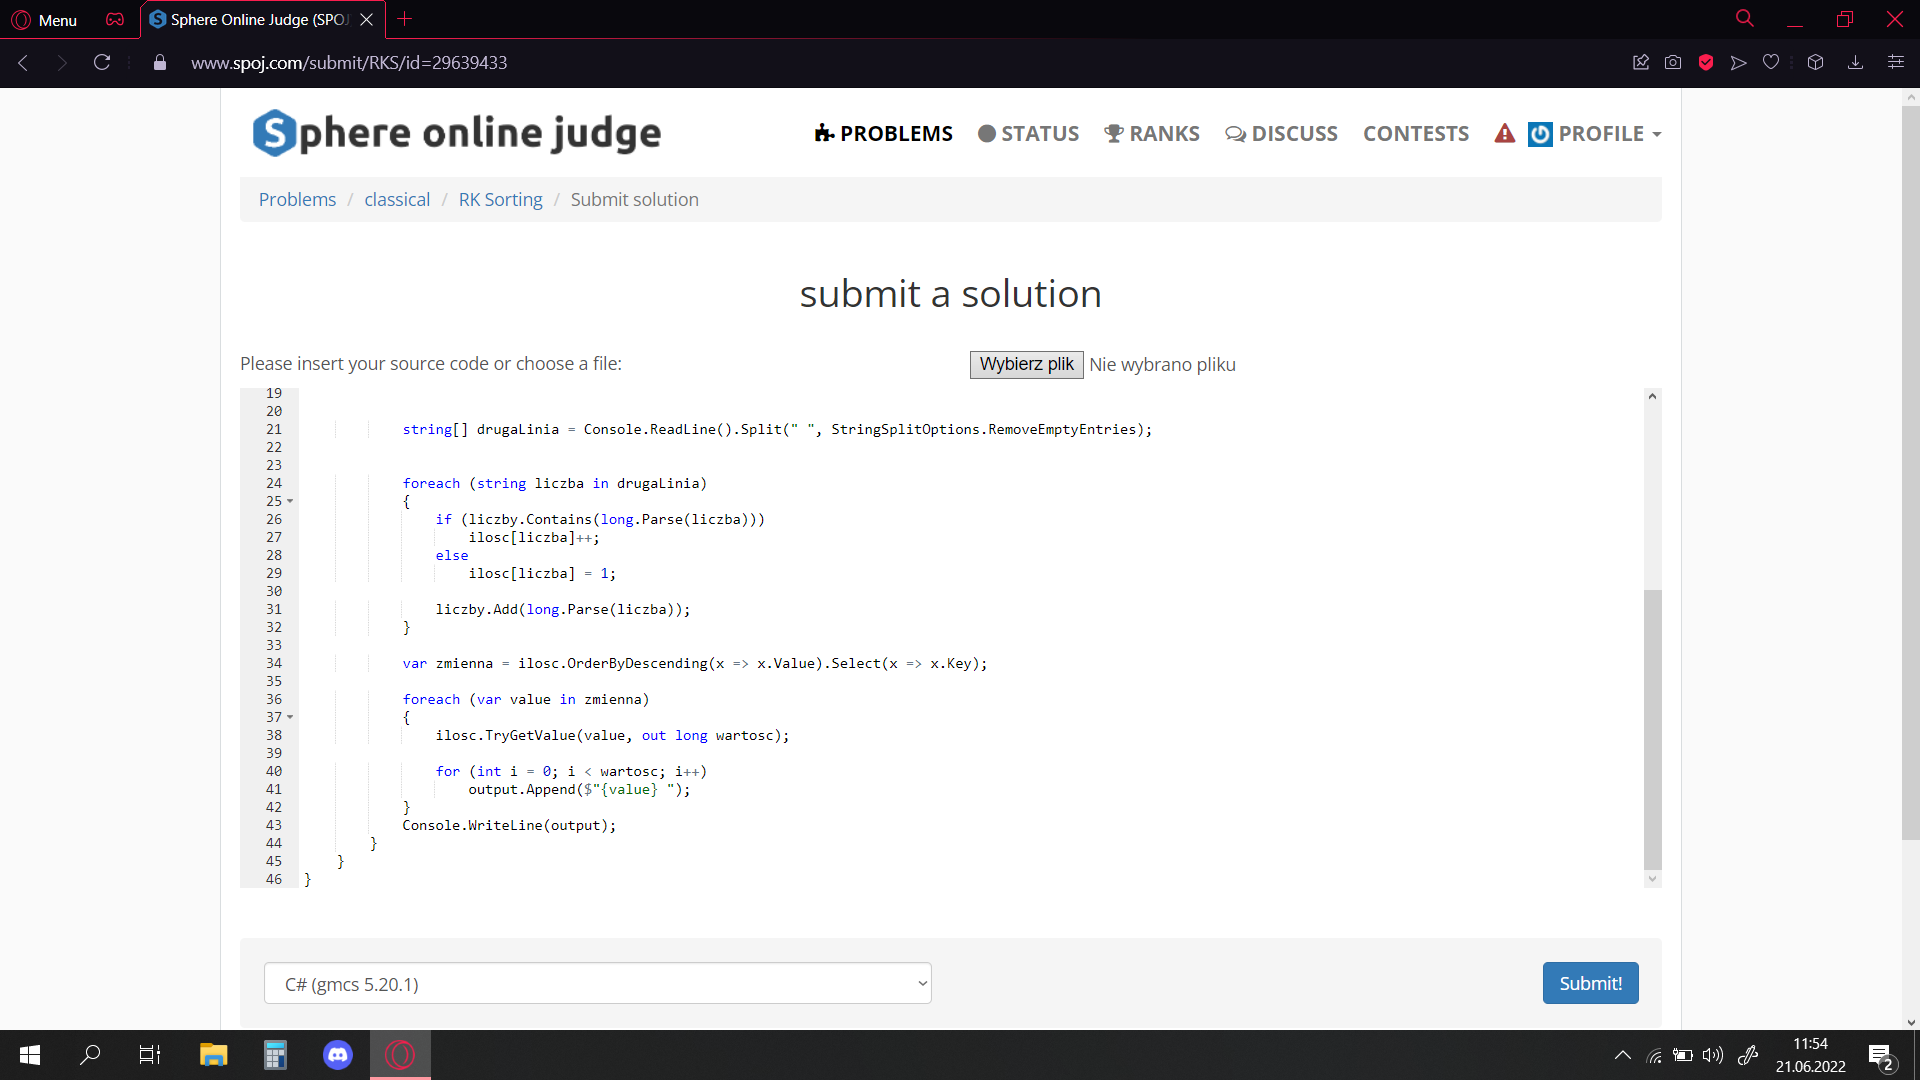 Menu
Sphere Online Judge (SPOJ
www.spoj.com/submit/RKS/id=29639433
Sphere online judge
PROBLEMS STATUS RANKS DISCUSS CONTESTS PROFILE
Problems / classical / RK Sorting / Submit solution
submit a solution
Please insert your source code or choose a file: Wybierz plik Nie wybrano pliku
19
20
21 string[] drugaLinia = Console.ReadLine().Split(" ", StringSplitOptions.RemoveEmptyEntries);
22
23
24 foreach (string liczba in drugaLinia)
25 {
26 if (liczby.Contains(long.Parse(liczba)))
27 ilosc[liczba]++;
28 else
29 ilosc[liczba] = 1;
30
31 liczby.Add(long.Parse(liczba));
32 }
33
34 var zmienna = ilosc.OrderByDescending(x => x.Value).Select(x => x.Key);
35
36 foreach (var value in zmienna)
37 {
38 ilosc.TryGetValue(value, out long wartosc);
39
40 for (int i = 0; i < wartosc; i++)
41 output.Append($"{value} ");
42 }
43 Console.WriteLine(output);
44 }
45 }
46 }
C# (gmcs 5.20.1)
Submit!
11:54
21.06.2022
2